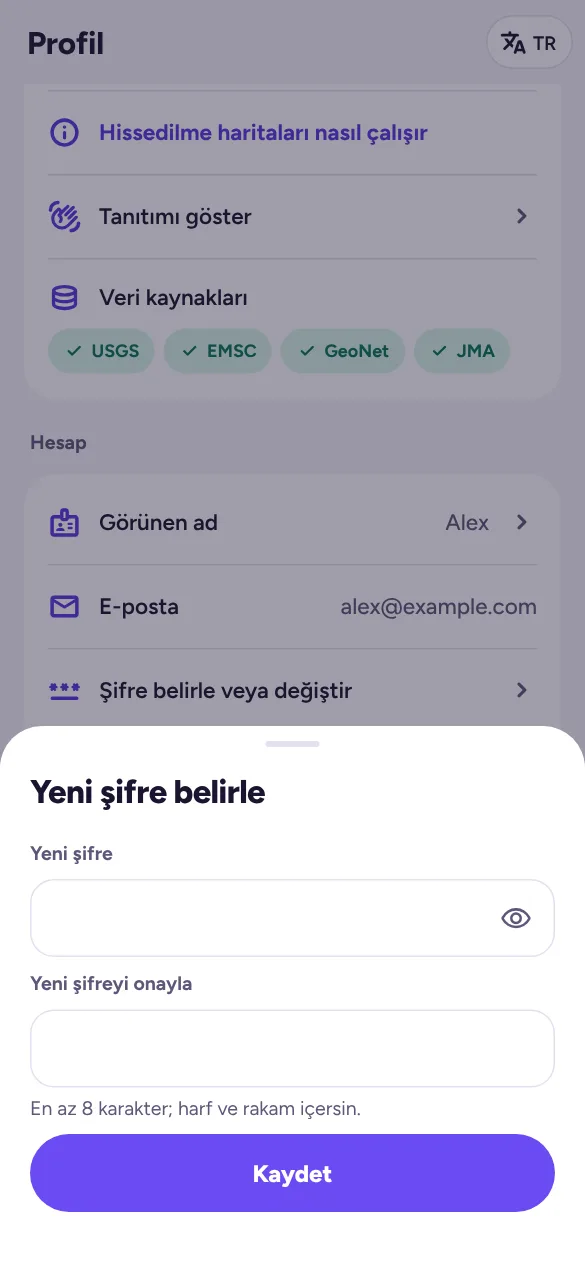 Profil
TR
Hissedilme haritaları nasıl çalışır
Tanıtımı göster
Veri kaynakları
USGS
EMSC
GeoNet
JMA
Hesap
Görünen ad
Alex
E-posta
alex@example.com
Şifre belirle veya değiştir
Yeni şifre belirle
Yeni şifre
Yeni şifreyi onayla
En az 8 karakter; harf ve rakam içersin.
Kaydet